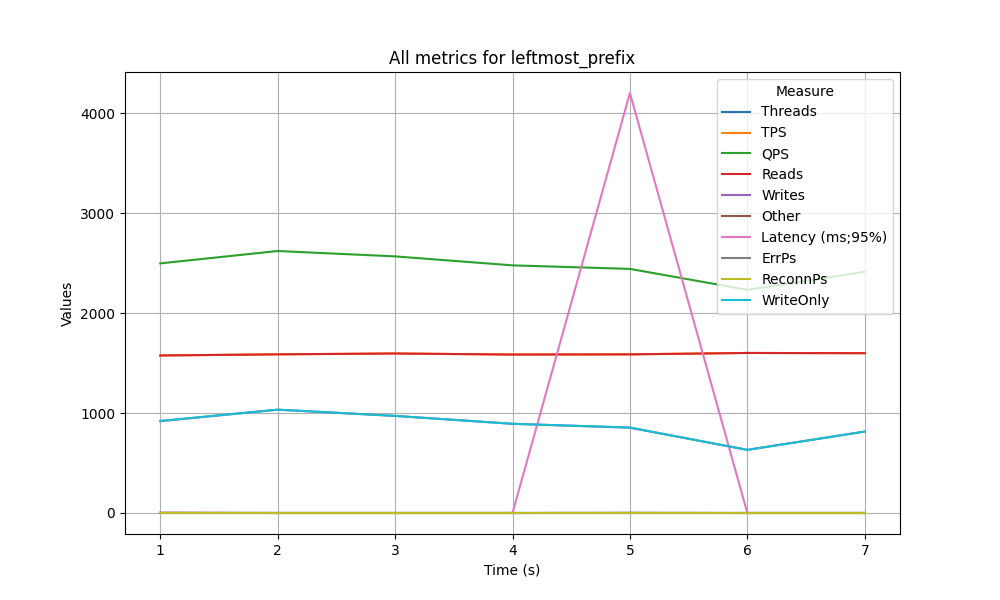 All metrics for leftmost_prefix
Measure
Threads
TPS
QPS
Reads
Writes
Other
Latency (ms;95%)
ErrPs
ReconnPs
WriteOnly
Values
4000
3000
2000
1000
0
1 2 3 4 5 6 7
Time (s)